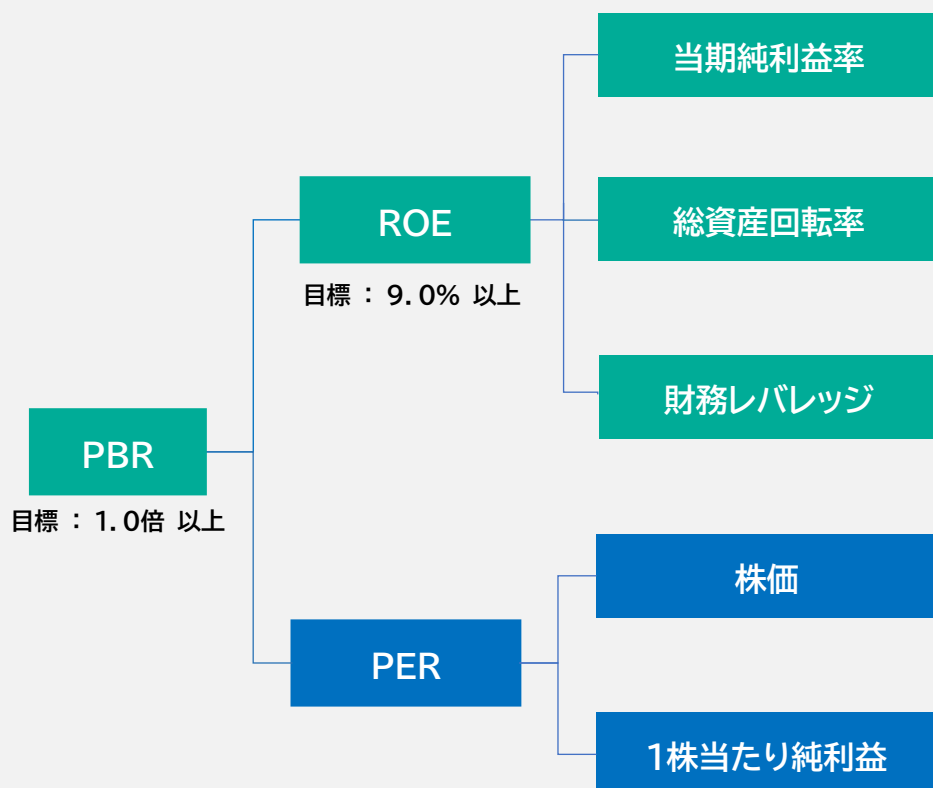 当期純利益率
ROE
総資産回転率
目標 : 9.0% 以上
財務レバレッジ
PBR
目標 : 1.0倍 以上
株価
PER
1株当たり純利益